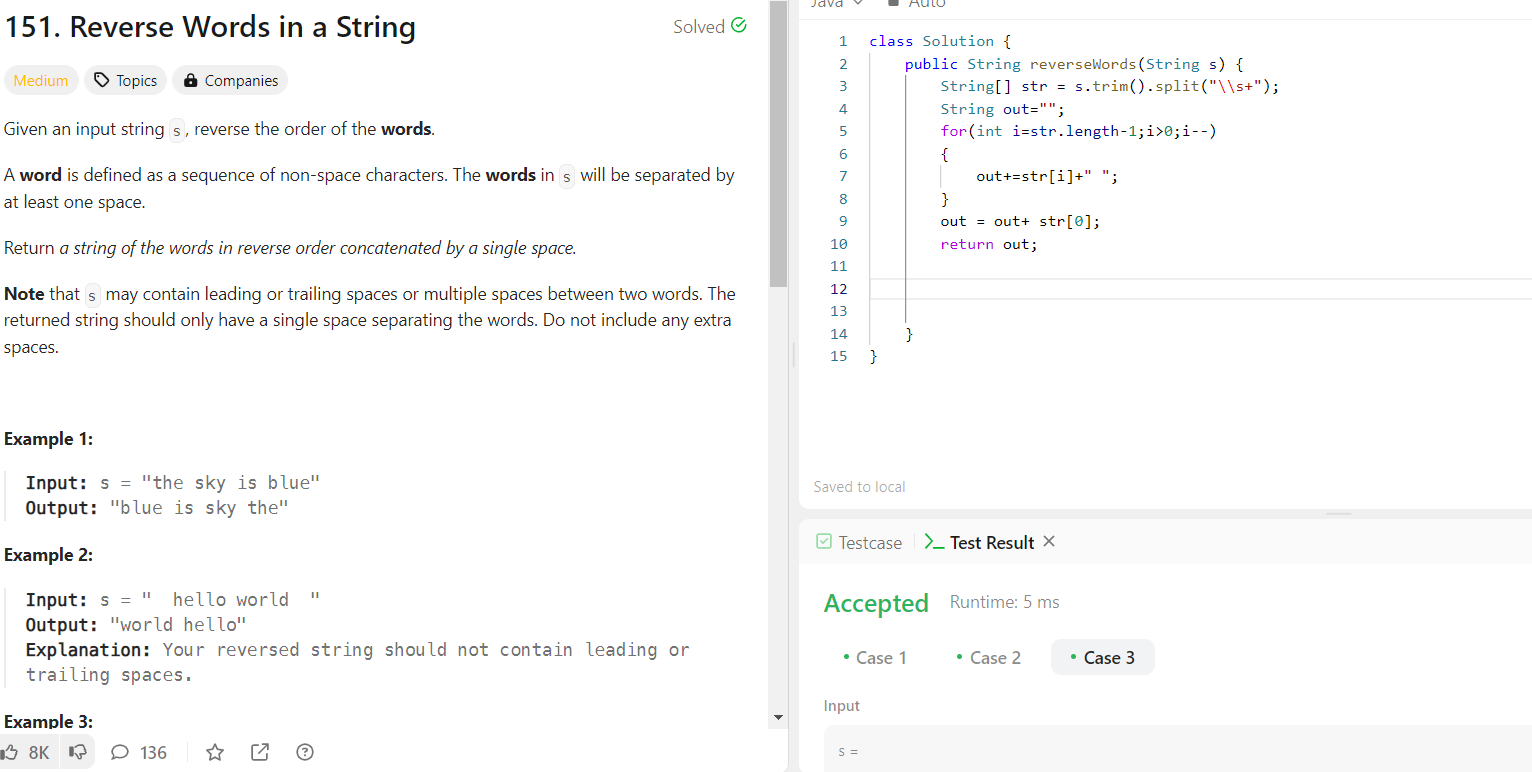 151. Reverse Words in a String
Solved
Medium
Topics
Companies
Given an input string s, reverse the order of the words.
A word is defined as a sequence of non-space characters. The words in s will be separated by
at least one space.
Return a string of the words in reverse order concatenated by a single space.
Note that s may contain leading or trailing spaces or multiple spaces between two words. The
returned string should only have a single space separating the words. Do not include any extra
spaces.
Example 1:
Input: s = "the sky is blue"
Output: "blue is sky the"
Example 2:
Input: s = "  hello world  "
Output: "world hello"
Explanation: Your reversed string should not contain leading or
trailing spaces.
Example 3:
8K
136
Java
Auto
1 class Solution {
2     public String reverseWords(String s) {
3         String[] str = s.trim().split("\\s+");
4         String out="";
5         for(int i=str.length-1;i>0;i--)
6         {
7             out+=str[i]+" ";
8         }
9         out = out+ str[0];
10         return out;
11
12
13
14     }
15 }
Saved to local
Testcase
Test Result
Accepted
Runtime: 5 ms
Case 1
Case 2
Case 3
Input
s =